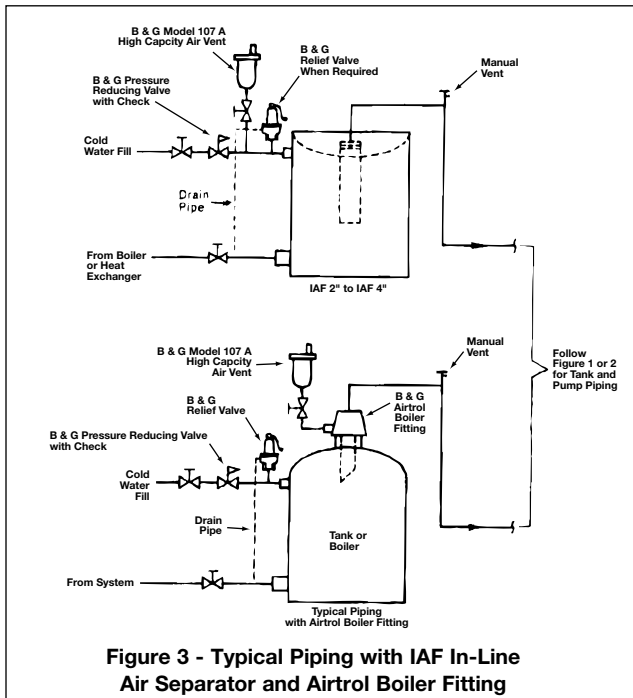 B & G Model 107 A
High Capcity Air Vent
B & G
Relief Valve
When Required
B & G Pressure
Reducing Valve
with Check
Manual
Vent
Cold
Water Fill
Drain
Pipe
From Boiler
or Heat
Exchanger
IAF 2" to IAF 4"
B & G Model 107 A
High Capcity
Air Vent
Manual
Vent
Follow
Figure 1 or 2
for Tank and
Pump Piping
B & G
Relief Valve
B & G
Airtrol
Boiler
Fitting
B & G Pressure Reducing Valve
with Check
Cold
Water
Fill
Drain
Pipe
Tank or
Boiler
From System
Typical Piping
with Airtrol Boiler Fitting
Figure 3 - Typical Piping with IAF In-Line
Air Separator and Airtrol Boiler Fitting